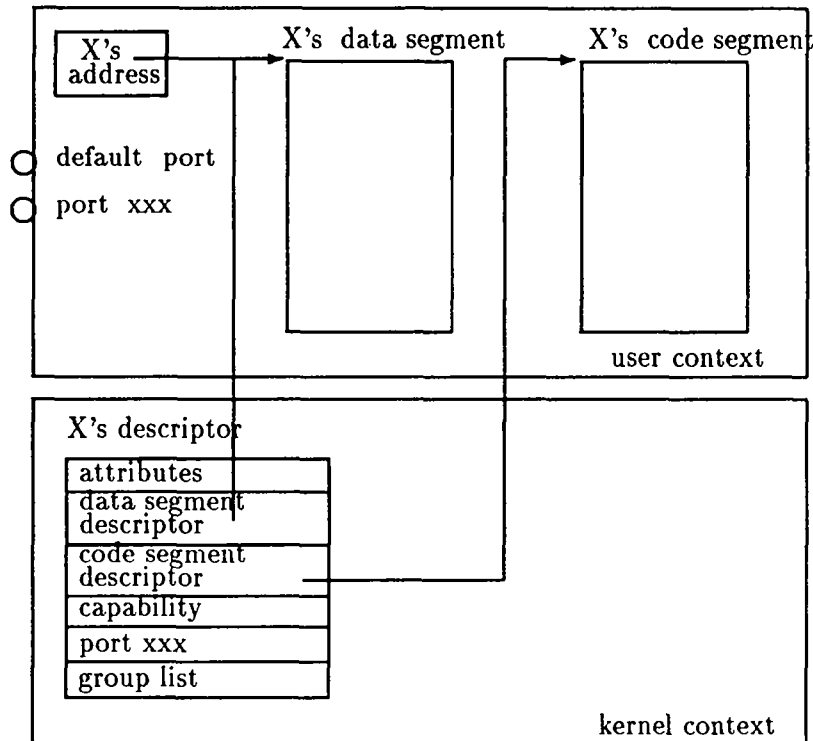 X's
address
X's data segment
X's code segment
default port
port xxx
user context
X's descriptor
attributes
data segment
descriptor
code segment
descriptor
capability
port xxx
group list
kernel context